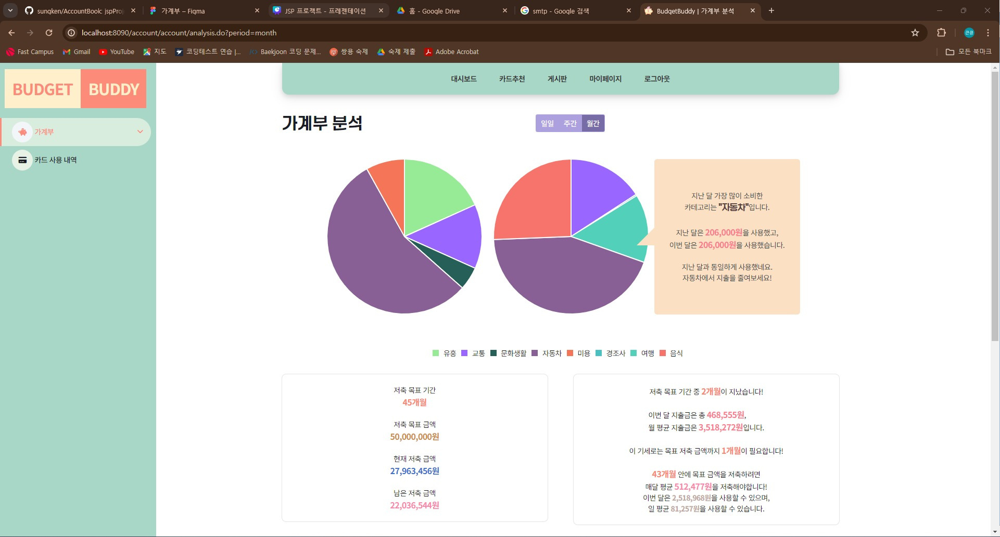 sungken/AccountBook: jspProj
가계부 – Figma
JSP 프로젝트 - 프레젠테이션
홈 - Google Drive
smtp - Google 검색
BudgetBuddy | 가계부 분석
localhost:8090/account/account/analysis.do?period=month
큰콩
Fast Campus
Gmail
YouTube
지도
코딩테스트 연습 |...
Baekjoon 코딩 문제...
쌍용 숙제
숙제 제출
Adobe Acrobat
모든 북마크
BUDGET BUDDY
대시보드 카드추천 게시판 마이페이지 로그아웃
가계부
카드 사용 내역
가계부 분석
일일 주간 월간
지난 달 가장 많이 소비한
카테고리는 "자동차"입니다.
지난 달은 206,000원을 사용했고,
이번 달은 206,000원을 사용했습니다.
지난 달과 동일하게 사용했네요.
자동차에서 지출을 줄여보세요!
유흥 교통 문화생활 자동차 미용 경조사 여행 음식
저축 목표 기간
45개월
저축 목표 금액
50,000,000원
현재 저축 금액
27,963,456원
남은 저축 금액
22,036,544원
저축 목표 기간 중 2개월이 지났습니다!
이번 달 지출금은 총 468,555원,
월 평균 지출금은 3,518,272원입니다.
이 기세로는 목표 저축 금액까지 1개월이 필요합니다!
43개월 안에 목표 금액을 저축하려면
매달 평균 512,477원을 저축해야합니다!
이번 달은 2,518,968원을 사용할 수 있으며,
일 평균 81,257원을 사용할 수 있습니다.